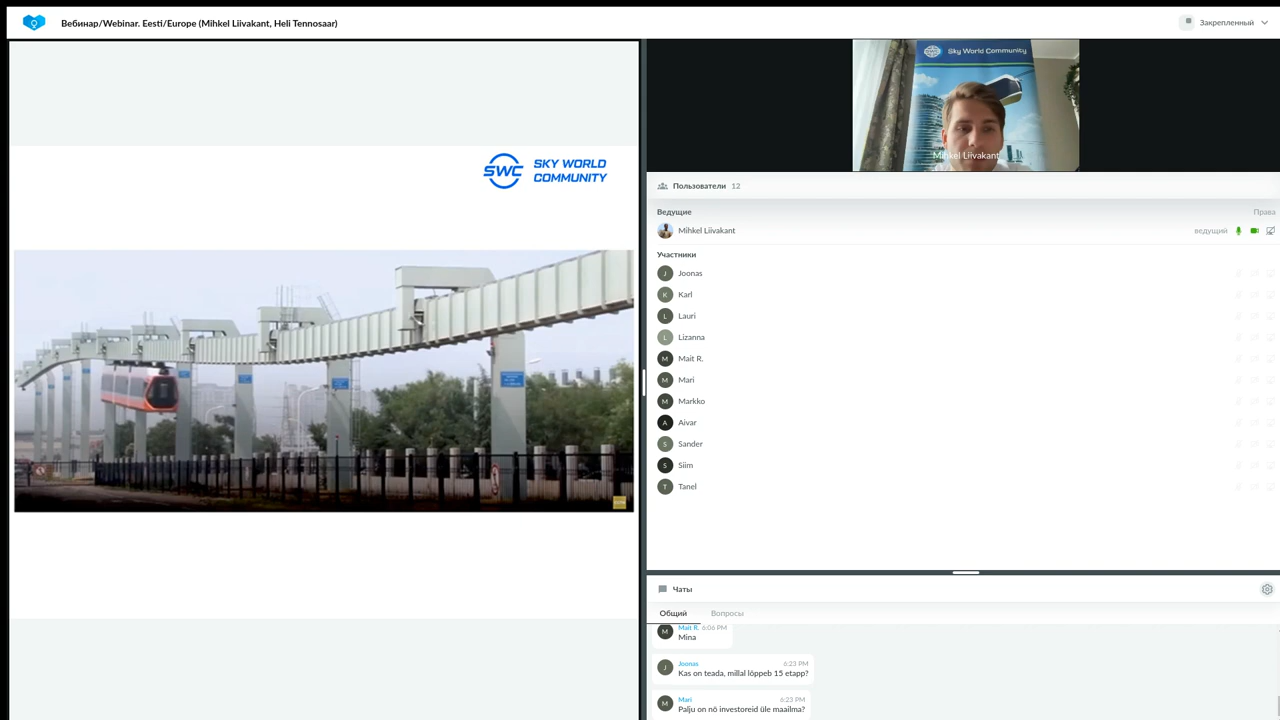 Вебинар/Webinar. Eesti/Europe (Mihkel Liivakant, Heli Tennosaar)
Закрепленный
SWC
SKY WORLD
COMMUNITY
Sky World Community
Mihkel Liivakant
Пользователи 12
Ведущие
Права
Mihkel Liivakant
ведущий
Участники
J Joonas
K Karl
L Lauri
L Lizanna
M Mait R.
M Mari
M Markko
A Aivar
S Sander
S Siim
T Tanel
Чаты
Общий
Вопросы
M Mait R. 6:06 PM
Mina
J Joonas 6:23 PM
Kas on teada, millal lõppeb 15 etapp?
M Mari 6:23 PM
Palju on nö investoreid üle maailma?